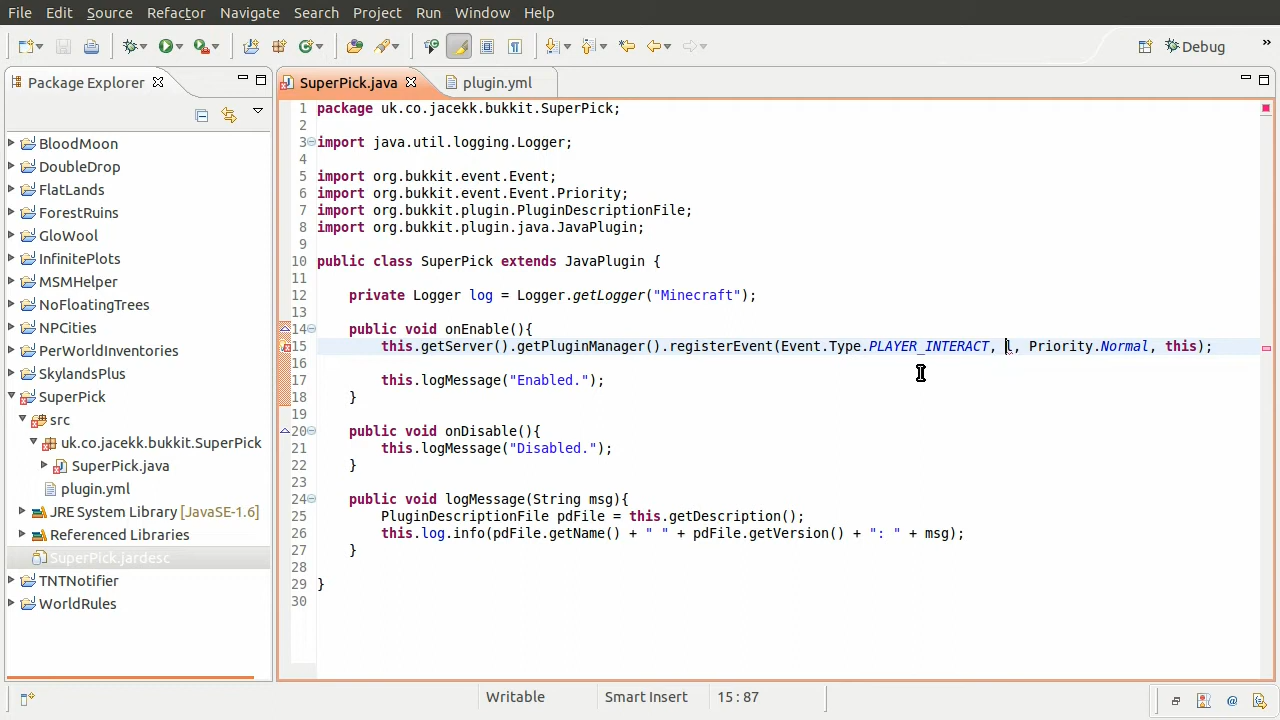 File Edit Source Refactor Navigate Search Project Run Window Help
Debug »
Package Explorer
BloodMoon
DoubleDrop
FlatLands
ForestRuins
GloWool
InfinitePlots
MSMHelper
NoFloatingTrees
NPCities
PerWorldInventories
SkylandsPlus
SuperPick
src
uk.co.jacekk.bukkit.SuperPick
SuperPick.java
plugin.yml
JRE System Library [JavaSE-1.6]
Referenced Libraries
SuperPick.jardesc
TNTNotifier
WorldRules
SuperPick.java plugin.yml
1 package uk.co.jacekk.bukkit.SuperPick;
2
3 import java.util.logging.Logger;
4
5 import org.bukkit.event.Event;
6 import org.bukkit.event.Event.Priority;
7 import org.bukkit.plugin.PluginDescriptionFile;
8 import org.bukkit.plugin.java.JavaPlugin;
9
10 public class SuperPick extends JavaPlugin {
11
12 private Logger log = Logger.getLogger("Minecraft");
13
14 public void onEnable(){
15 this.getServer().getPluginManager().registerEvent(Event.Type.PLAYER_INTERACT, l, Priority.Normal, this);
16
17 this.logMessage("Enabled.");
18 }
19
20 public void onDisable(){
21 this.logMessage("Disabled.");
22 }
23
24 public void logMessage(String msg){
25 PluginDescriptionFile pdFile = this.getDescription();
26 this.log.info(pdFile.getName() + " " + pdFile.getVersion() + ": " + msg);
27 }
28
29 }
30
Writable Smart Insert 15 : 87